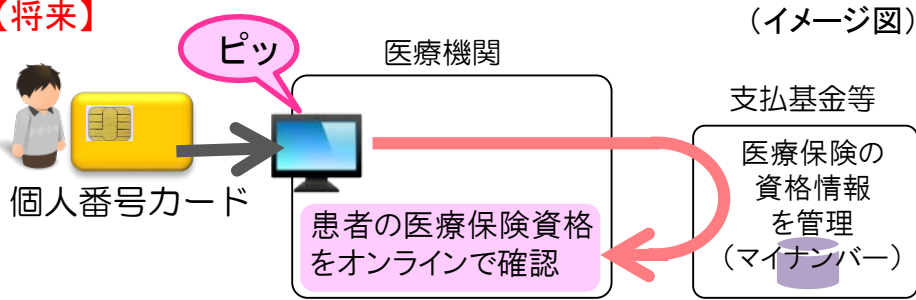 【将来】
（イメージ図）
ピッ
医療機関
支払基金等
個人番号カード
医療保険の
資格情報
を管理
（マイナンバー）
患者の医療保険資格
をオンラインで確認